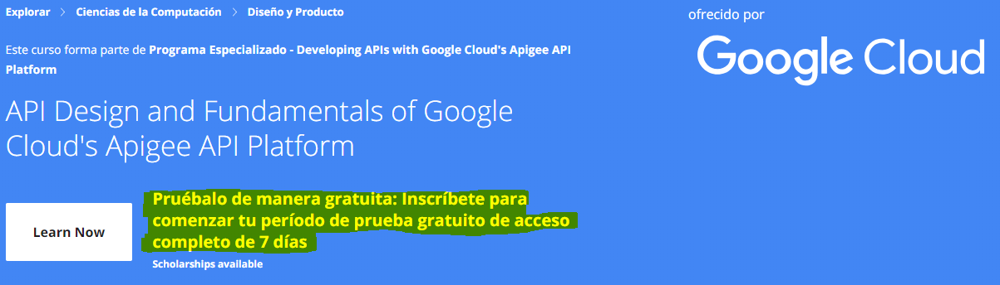 Explorar > Ciencias de la Computación > Diseño y Producto
ofrecido por
Google Cloud
Este curso forma parte de Programa Especializado - Developing APIs with Google Cloud's Apigee API
Platform
API Design and Fundamentals of Google
Cloud's Apigee API Platform
Learn Now
Pruébalo de manera gratuita: Inscríbete para
comenzar tu período de prueba gratuito de acceso
completo de 7 días
Scholarships available